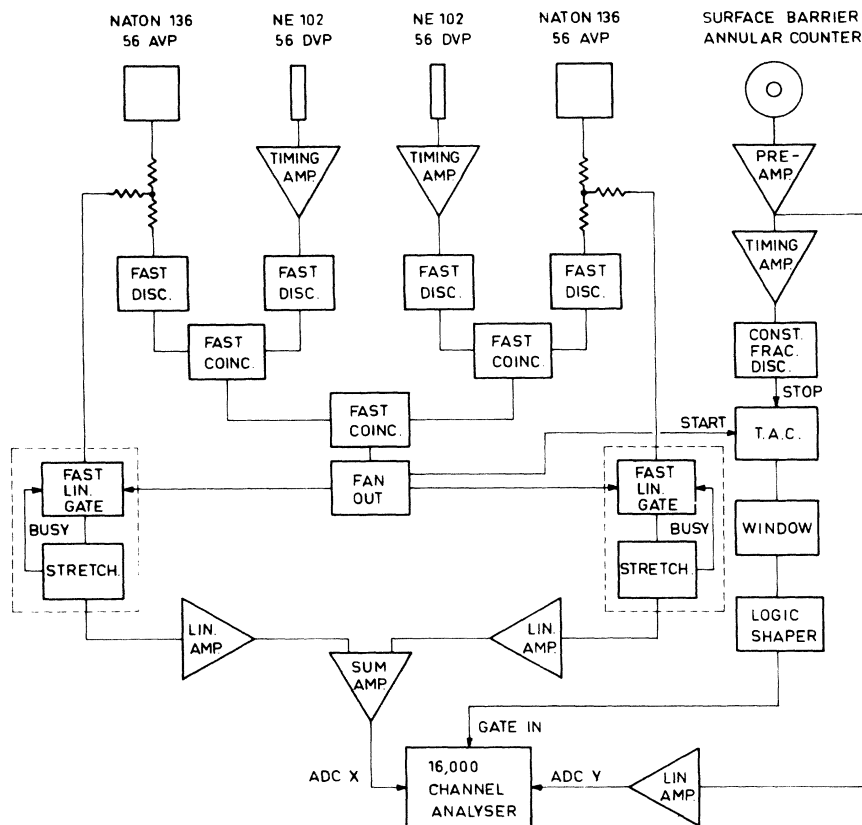 NATON 136
56 AVP
NE 102
56 DVP
NE 102
56 DVP
NATON 136
56 AVP
SURFACE BARRIER
ANNULAR COUNTER
TIMING
AMP.
TIMING
AMP.
PRE-
AMP.
TIMING
AMP.
FAST
DISC.
FAST
DISC.
FAST
DISC.
FAST
DISC.
CONST.
FRAC.
DISC.
FAST
COINC.
FAST
COINC.
STOP
FAST
COINC.
START
T.A.C.
FAST
LIN.
GATE
FAN
OUT
FAST
LIN.
GATE
BUSY
BUSY
WINDOW
STRETCH.
STRETCH.
LIN.
AMP.
LIN.
AMP.
LOGIC
SHAPER
SUM
AMP.
GATE IN
ADC X
16,000
CHANNEL
ANALYSER
ADC Y
LIN
AMP.